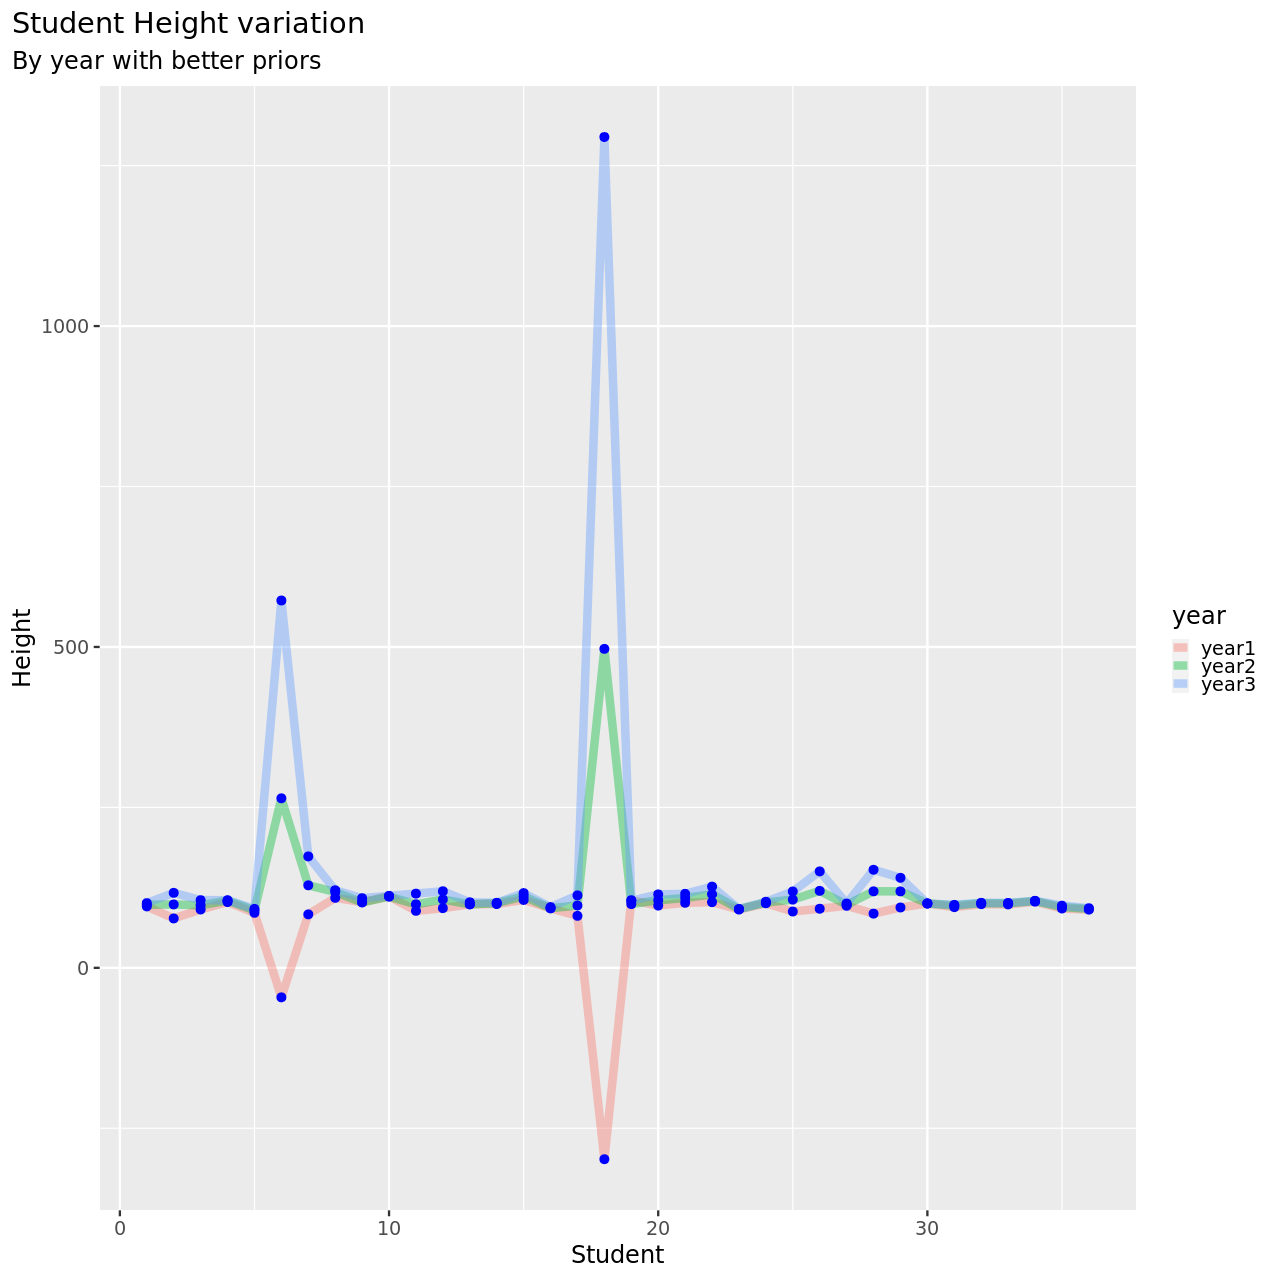 Student Height variation
By year with better priors
1000
500
0
Height
0 10 20 30
Student
year
year1
year2
year3